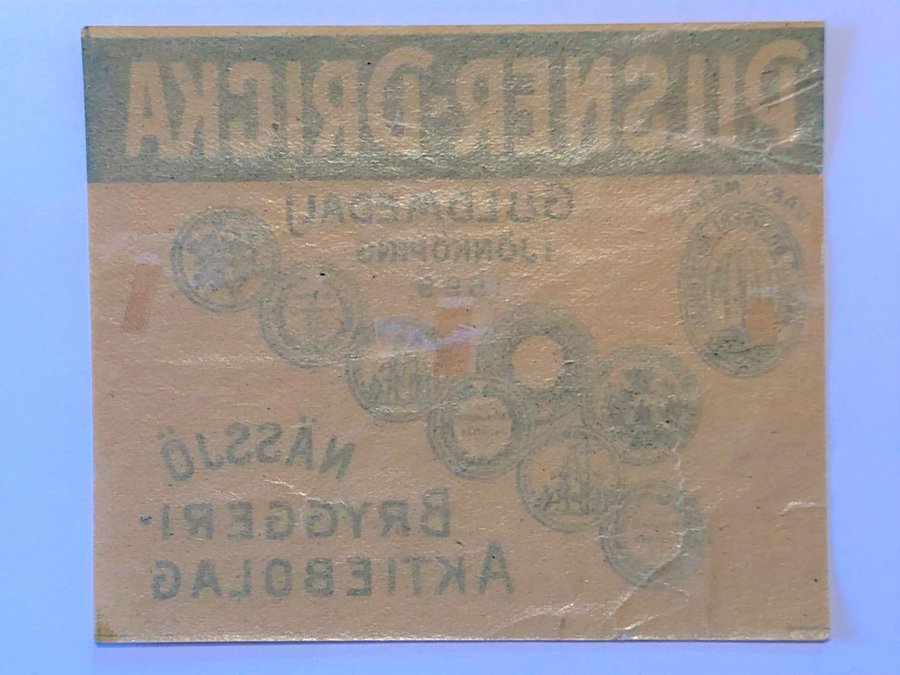 PILSNER-DRICKA
GULDMEDALJ
I JÖNKÖPING
NÄSSJÖ
BRYGGERI-
AKTIEBOLAG